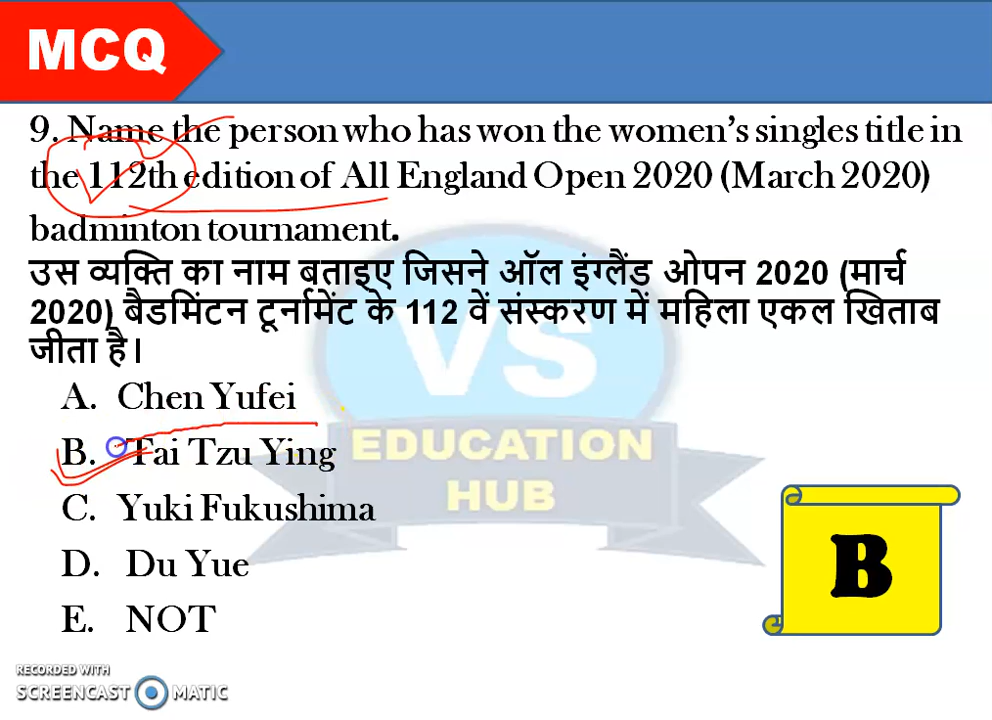 MCQ
9. Name the person who has won the women's singles title in
the 112th edition of All England Open 2020 (March 2020)
badminton tournament.
उस व्यक्ति का नाम बताइए जिसने ऑल इंग्लैंड ओपन 2020 (मार्च
2020) बैडमिंटन टूर्नामेंट के 112 वें संस्करण में महिला एकल खिताब
जीता है।
A. Chen Yufei
B. Tai Tzu Ying
C. Yuki Fukushima
D. Du Yue
E. NOT
VS
EDUCATION
HUB
B
RECORDED WITH
SCREENCAST MATIC